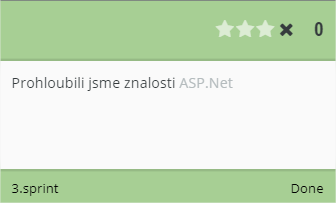 0
Prohloubili jsme znalosti ASP.Net
3.sprint Done